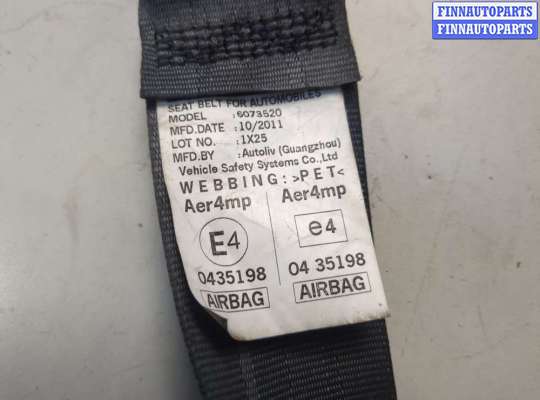 FINNAUTOPARTS
FINNAUTOPARTS
SEAT BELT FOR AUTOMOBILES
MODEL :6073520
MFD.DATE :10/2011
LOT NO. :1X25
MFD.BY :Autoliv (Guangzhou)
Vehicle Safety Systems Co.,Ltd
WEBBING:>PET<
Aer4mp Aer4mp
E4 e4
0435198 04 35198
AIRBAG AIRBAG